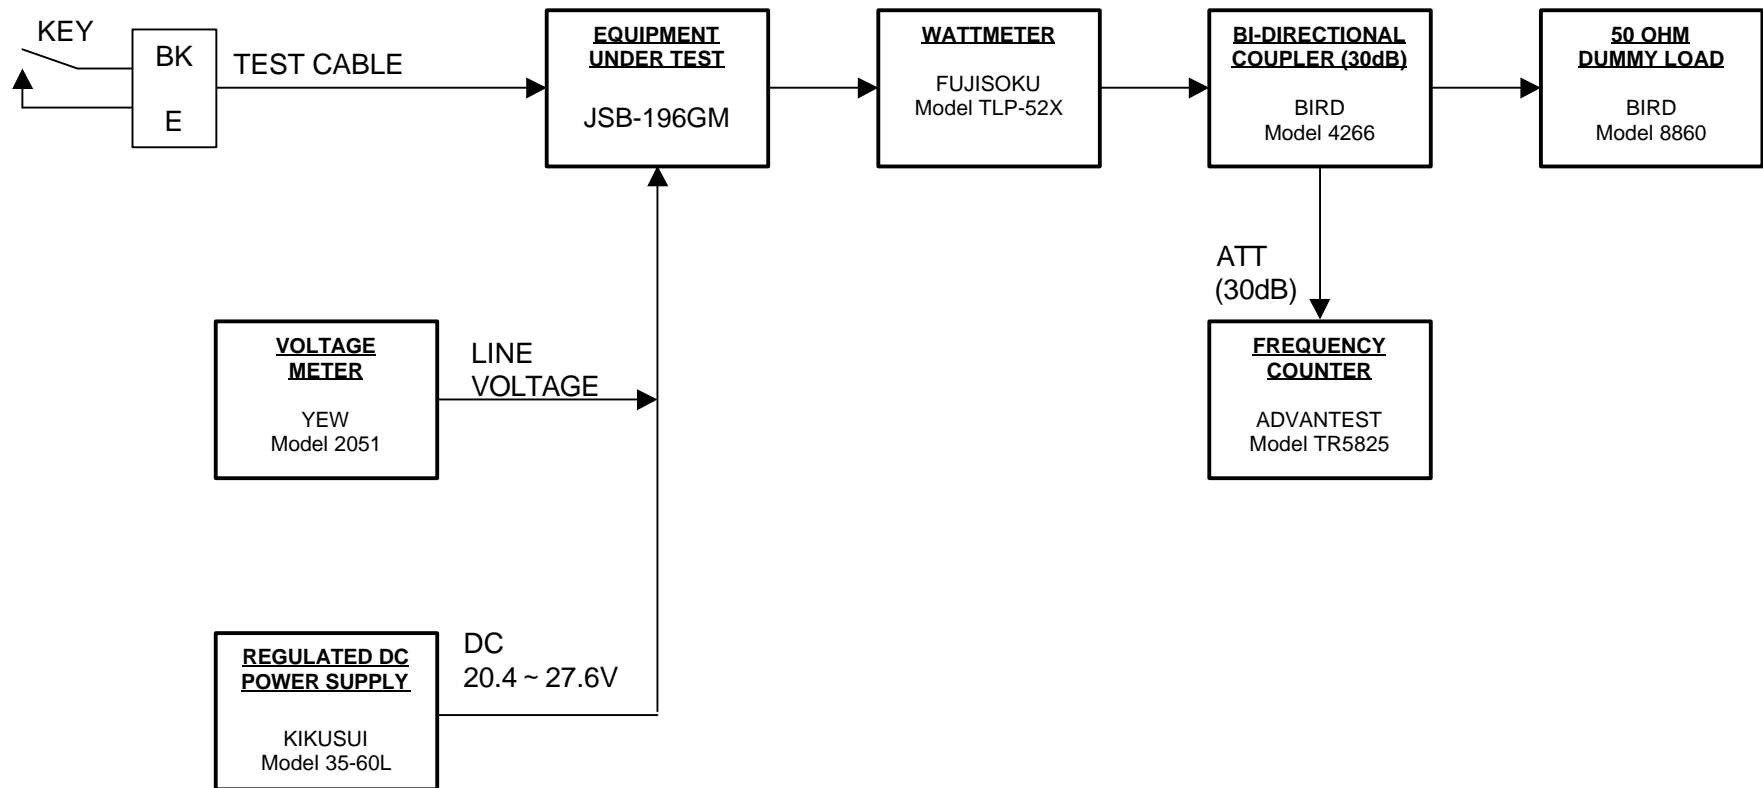 KEY
BK
E
TEST CABLE
EQUIPMENT
UNDER TEST
JSB-196GM
WATTMETER
FUJISOKU
Model TLP-52X
BI-DIRECTIONAL
COUPLER (30dB)
BIRD
Model 4266
50 OHM
DUMMY LOAD
BIRD
Model 8860
ATT
(30dB)
VOLTAGE
METER
YEW
Model 2051
LINE
VOLTAGE
FREQUENCY
COUNTER
ADVANTEST
Model TR5825
REGULATED DC
POWER SUPPLY
KIKUSUI
Model 35-60L
DC
20.4 ~ 27.6V